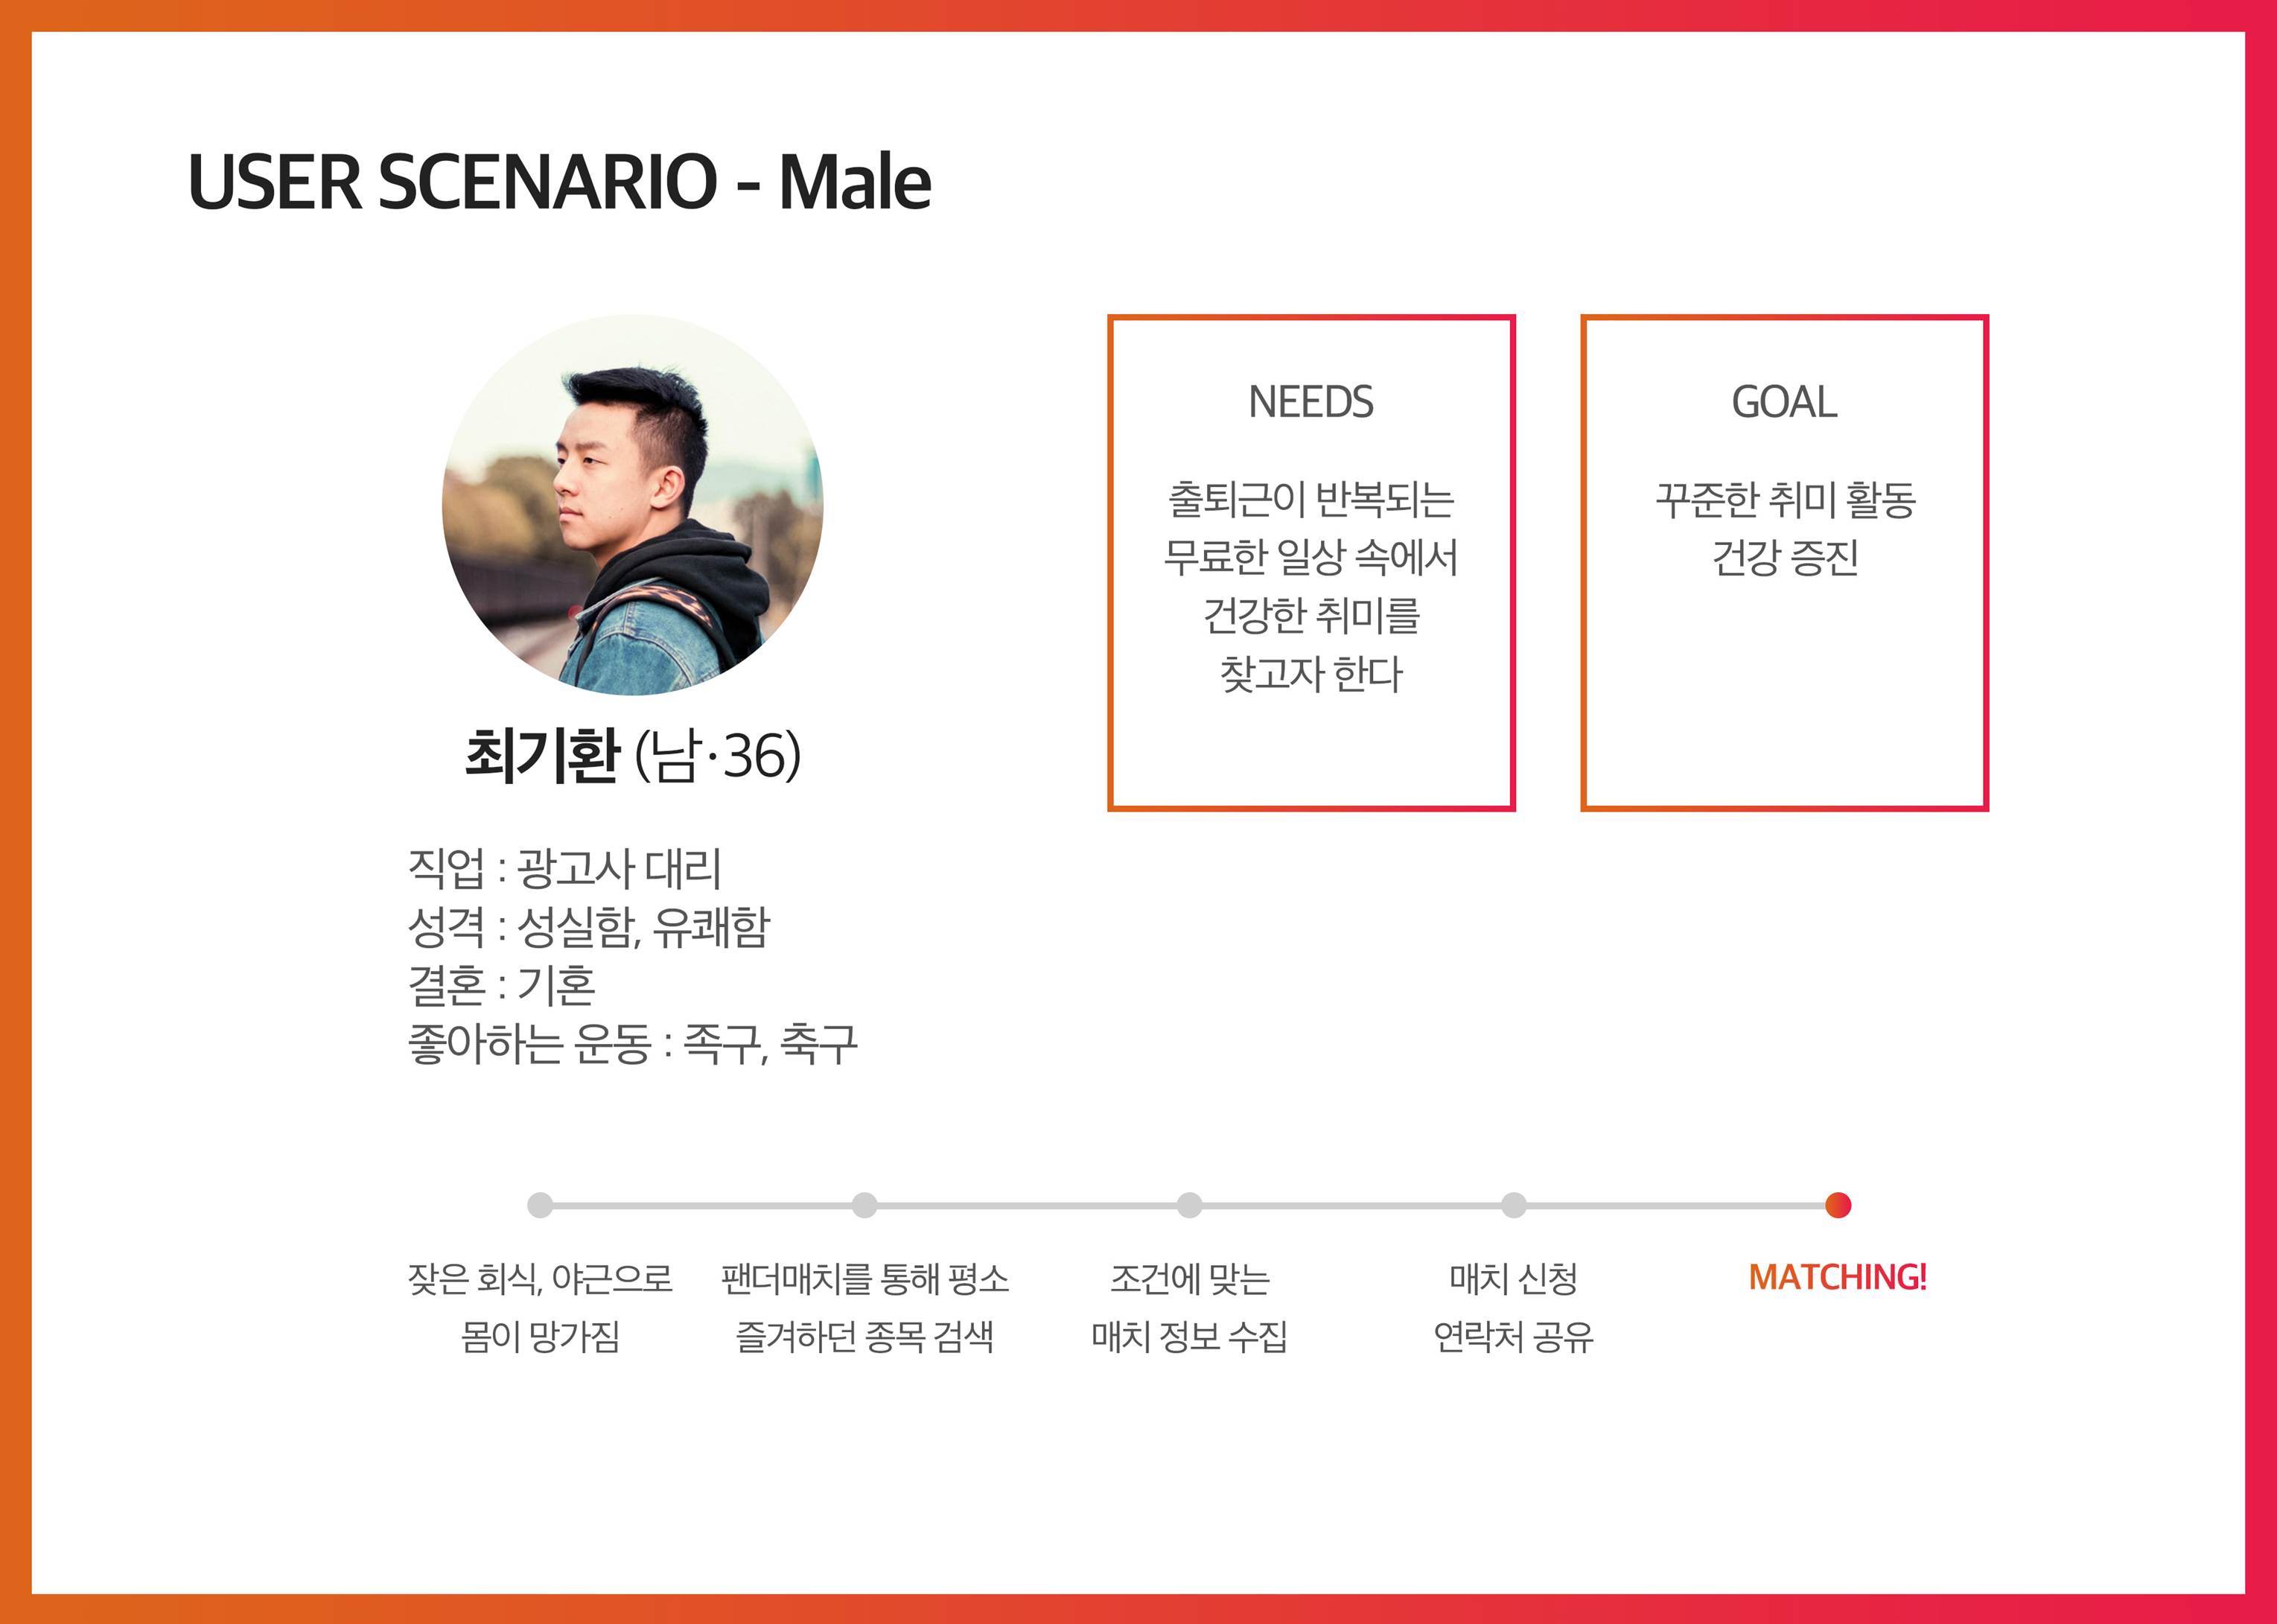 USER SCENARIO - Male
최기환 (남·36)
직업 : 광고사 대리
성격 : 성실함, 유쾌함
결혼 : 기혼
좋아하는 운동 : 족구, 축구
NEEDS
출퇴근이 반복되는
무료한 일상 속에서
건강한 취미를
찾고자 한다
GOAL
꾸준한 취미 활동
건강 증진
잦은 회식, 야근으로
몸이 망가짐
팬더매치를 통해 평소
즐겨하던 종목 검색
조건에 맞는
매치 정보 수집
매치 신청
연락처 공유
MATCHING!